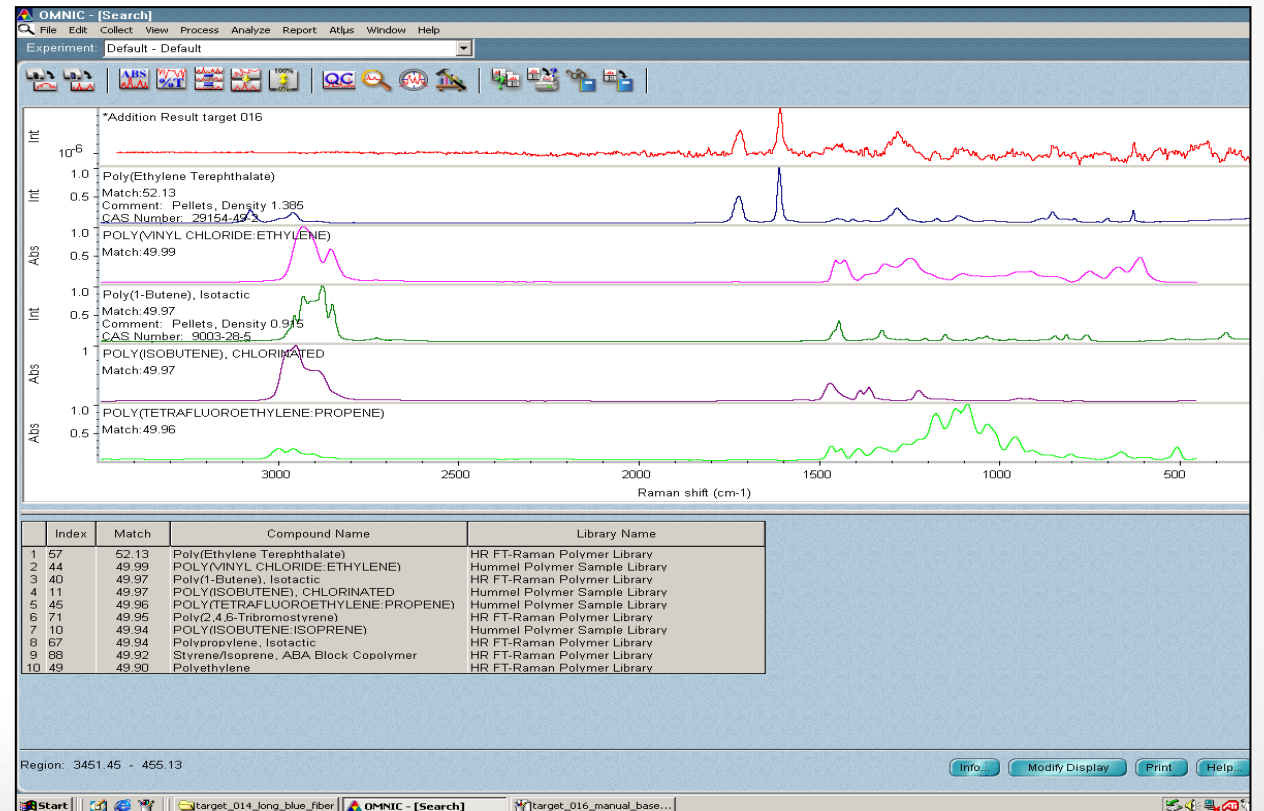 OMNIC - [Search]
File Edit Collect View Process Analyze Report Atlµs Window Help
Experiment: Default - Default
ABS %T 100% 0% QC
*Addition Result target 016
Int
10-6
1.0 Poly(Ethylene Terephthalate)
Int
0.5 Match:52.13
Comment: Pellets, Density 1.385
CAS Number: 29154-49-2
1.0 POLY(VINYL CHLORIDE:ETHYLENE)
Abs
0.5 Match:49.99
1.0 Poly(1-Butene), Isotactic
Int
0.5 Match:49.97
Comment: Pellets, Density 0.915
CAS Number: 9003-28-5
1 POLY(ISOBUTENE), CHLORINATED
Abs
Match:49.97
1.0 POLY(TETRAFLUOROETHYLENE:PROPENE)
Abs
0.5 Match:49.96
3000 2500 2000 1500 1000 500
Raman shift (cm-1)
Index Match Compound Name Library Name
1 57 52.13 Poly(Ethylene Terephthalate) HR FT-Raman Polymer Library
2 44 49.99 POLY(VINYL CHLORIDE:ETHYLENE) Hummel Polymer Sample Library
3 40 49.97 Poly(1-Butene), Isotactic HR FT-Raman Polymer Library
4 11 49.97 POLY(ISOBUTENE), CHLORINATED Hummel Polymer Sample Library
5 45 49.96 POLY(TETRAFLUOROETHYLENE:PROPENE) Hummel Polymer Sample Library
6 71 49.95 Poly(2,4,6-Tribromostyrene) HR FT-Raman Polymer Library
7 10 49.94 POLY(ISOBUTENE:ISOPRENE) Hummel Polymer Sample Library
8 67 49.94 Polypropylene, Isotactic HR FT-Raman Polymer Library
9 88 49.92 Styrene/Isoprene, ABA Block Copolymer HR FT-Raman Polymer Library
10 49 49.90 Polyethylene HR FT-Raman Polymer Library
Region: 3451.45 - 455.13
Info... Modify Display Print Help...
Start target_014_long_blue_fiber OMNIC - [Search] target_016_manual_base...